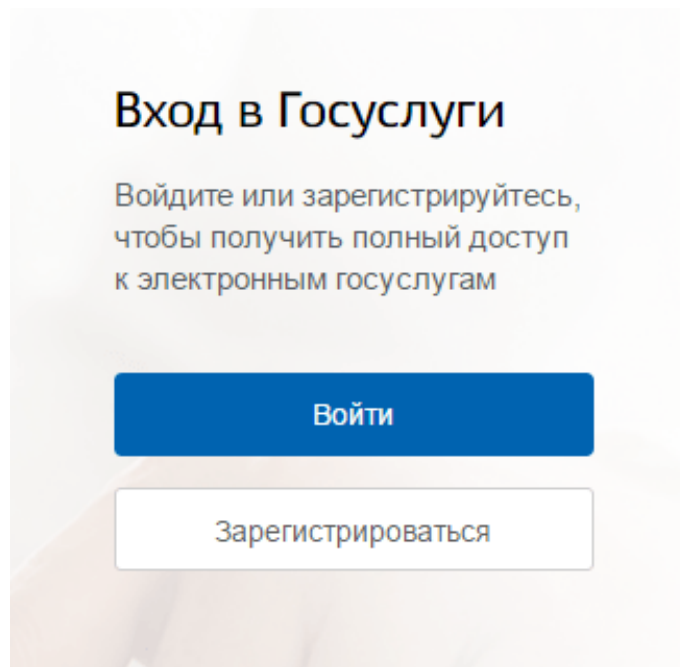 Вход в Госуслуги
Войдите или зарегистрируйтесь,
чтобы получить полный доступ
к электронным госуслугам
Войти
Зарегистрироваться